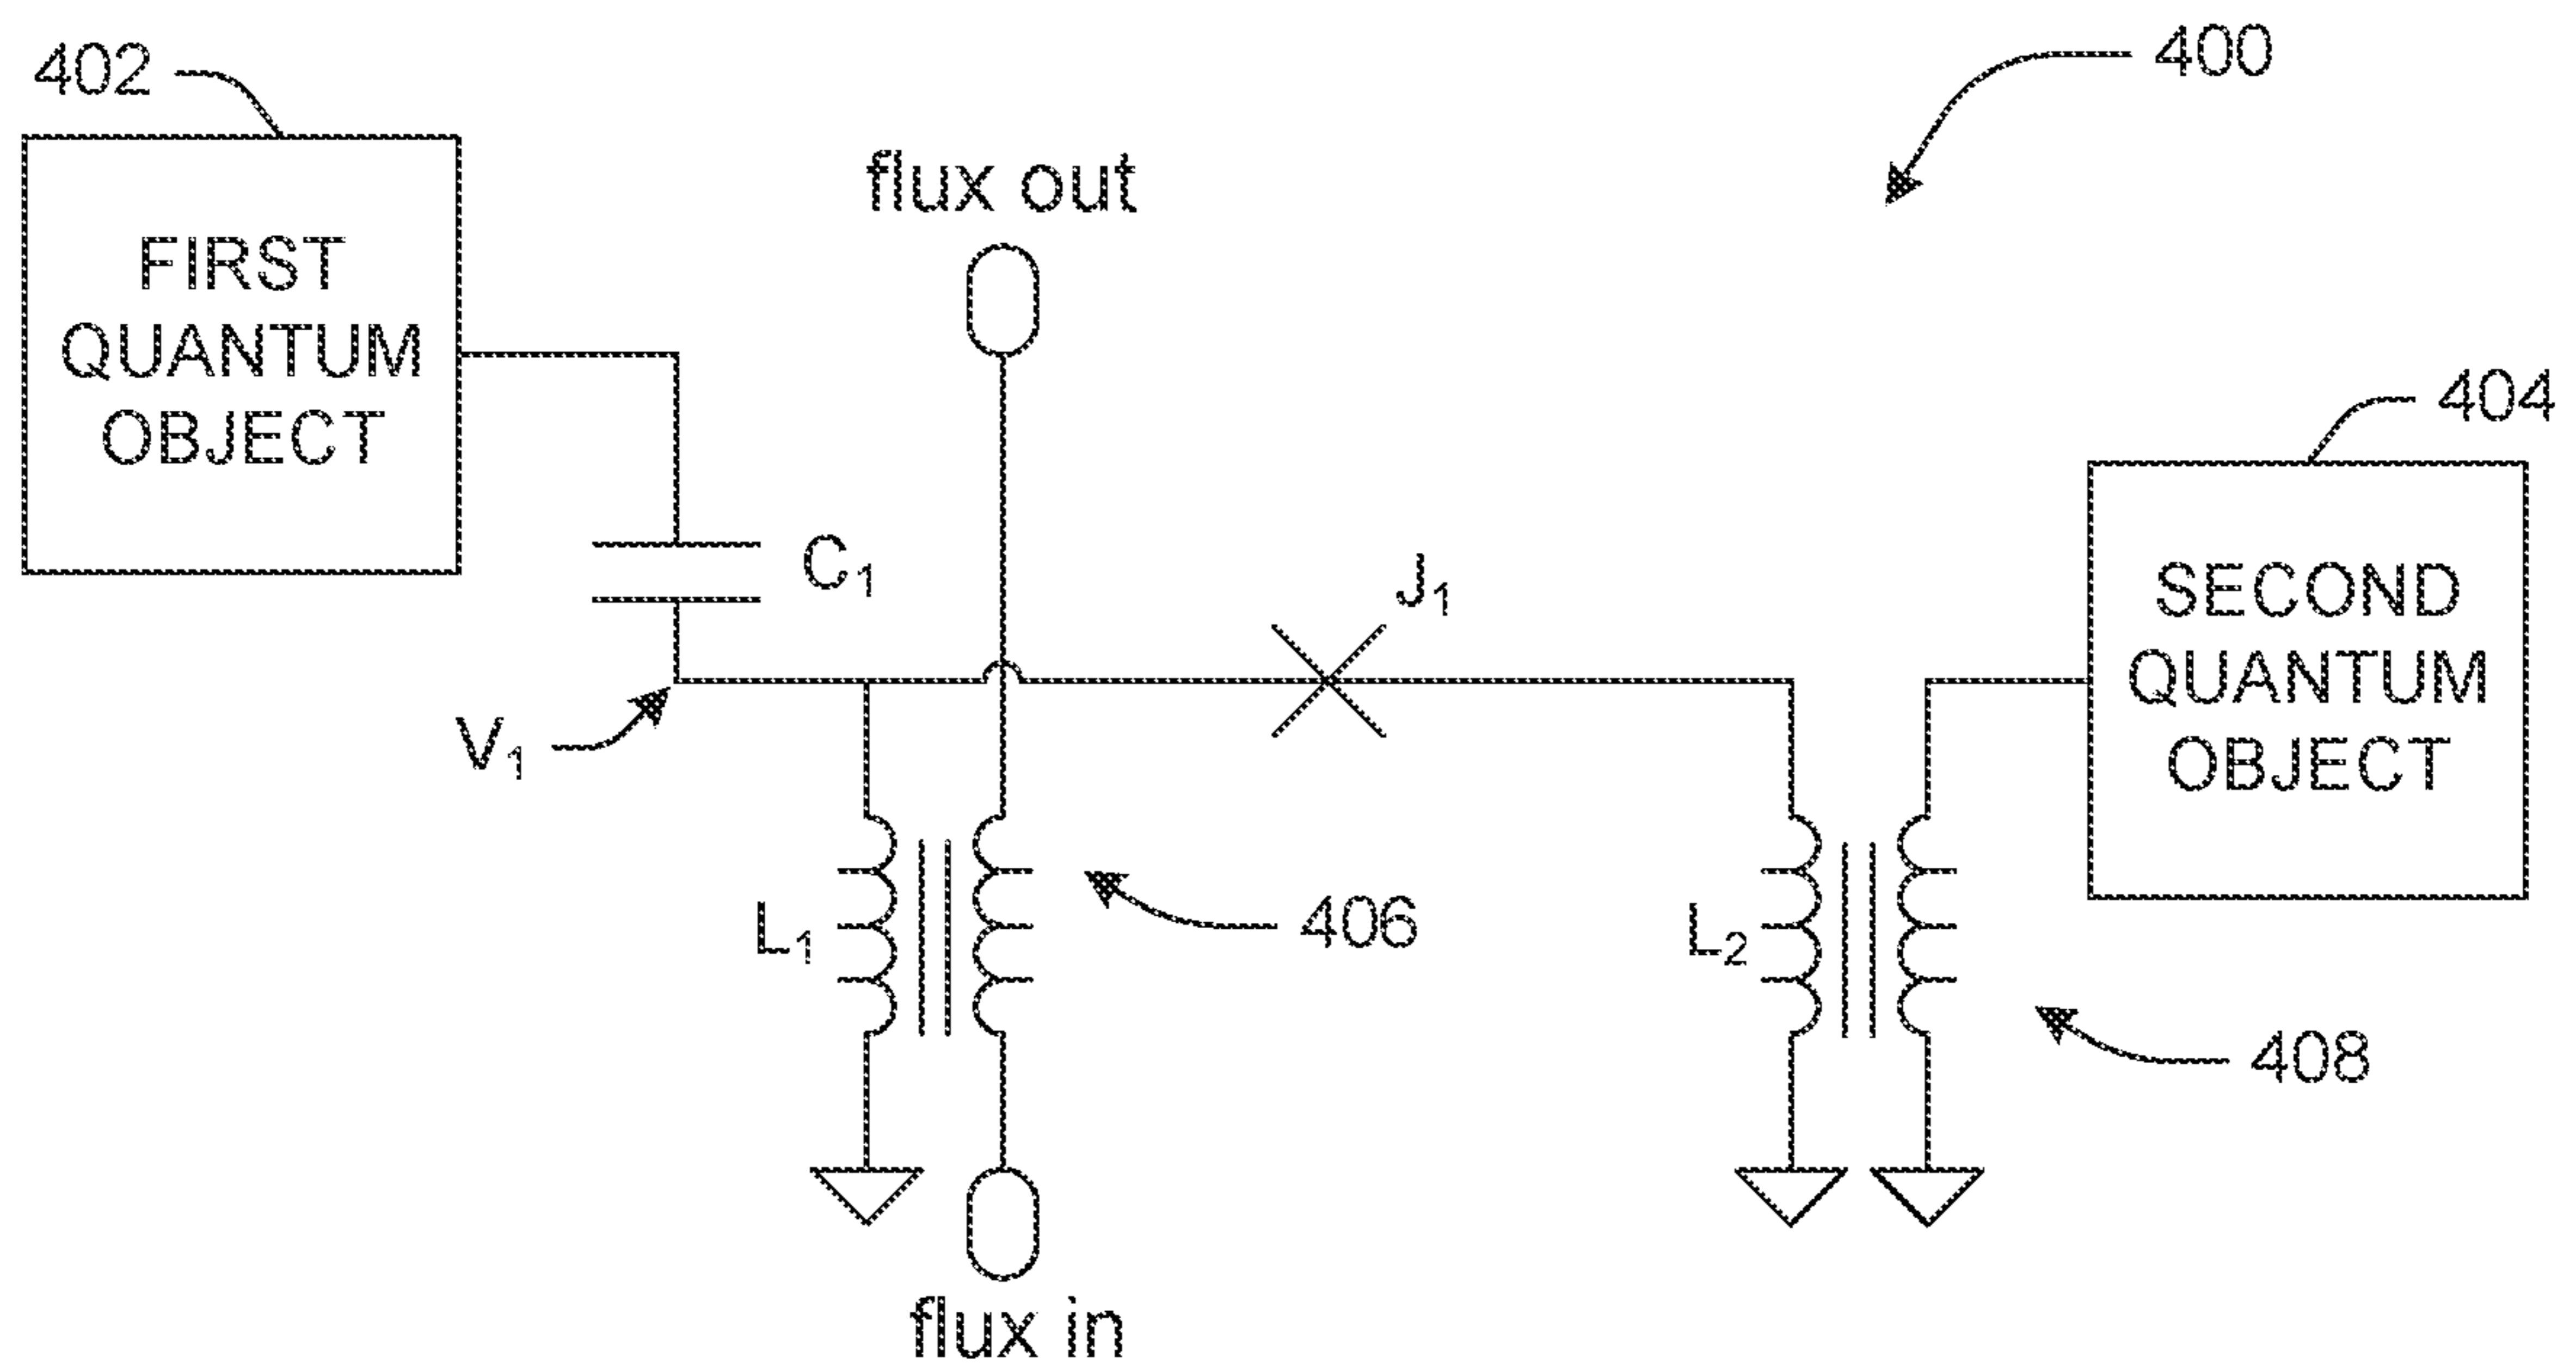 402
400
FIRST
QUANTUM
OBJECT
flux out
404
C₁
J₁
SECOND
QUANTUM
OBJECT
V₁
L₁
406
L₂
408
flux in